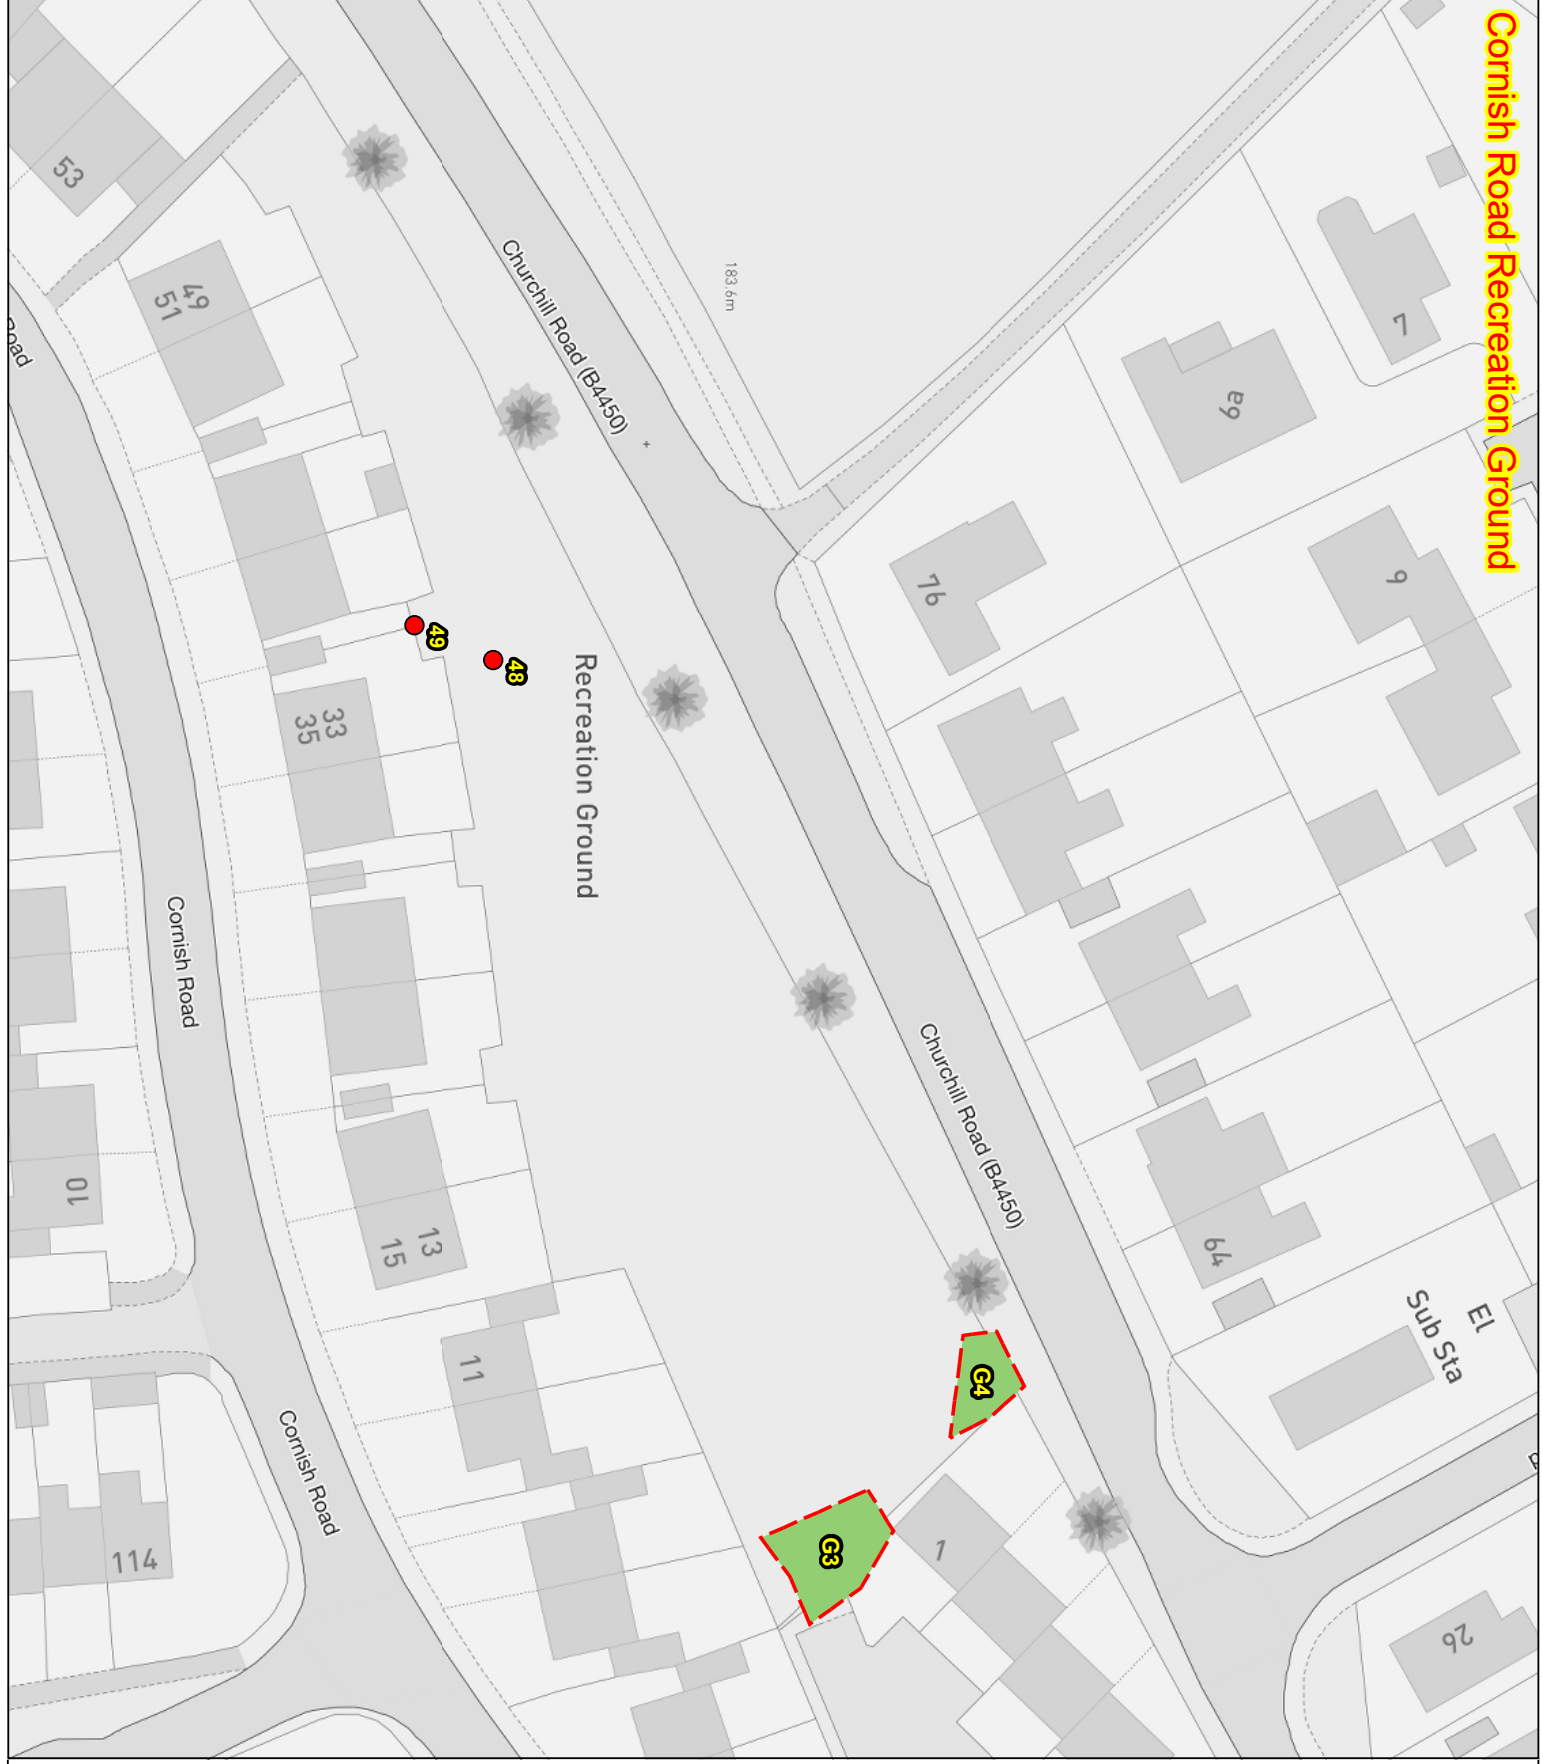 Cornish Road Recreation Ground
Churchill Road (B4450)
183.6m
Recreation Ground
Churchill Road (B4450)
Cornish Road
Cornish Road
Road
53
49
51
33
35
13
15
11
10
114
1
7
6a
9
76
64
26
El
Sub Sta
49
48
G4
G3